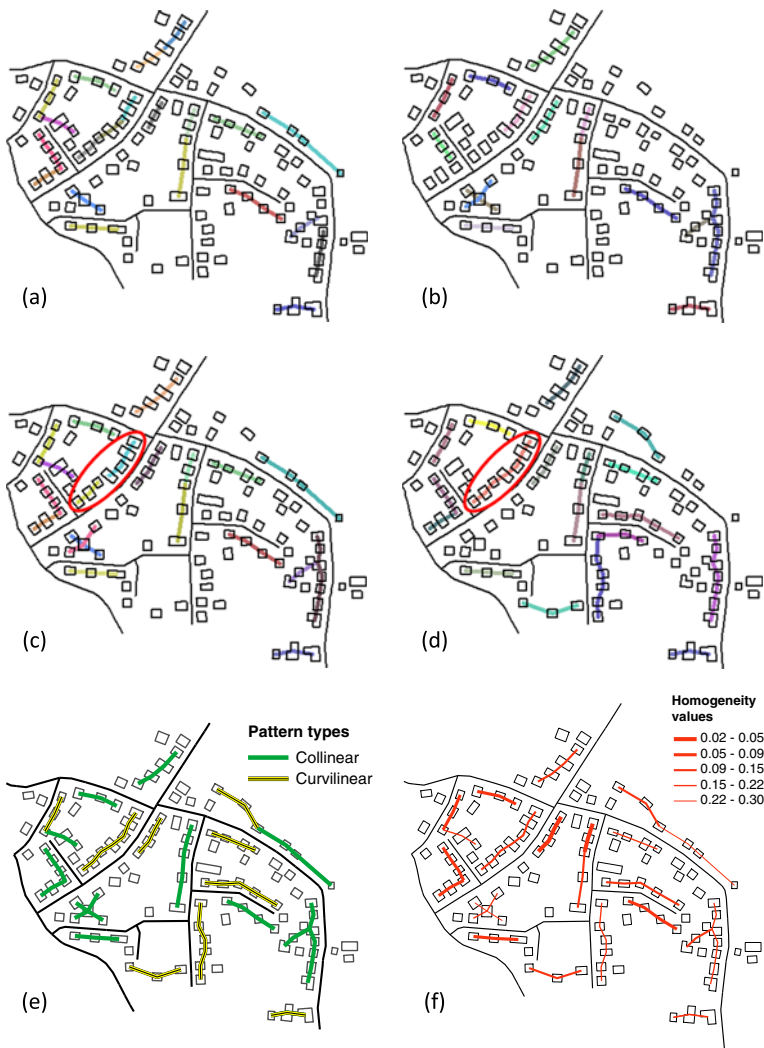 (a)
(b)
(c)
(d)
Pattern types
Collinear
Curvilinear
(e)
Homogeneity
values
0.02 - 0.05
0.05 - 0.09
0.09 - 0.15
0.15 - 0.22
0.22 - 0.30
(f)